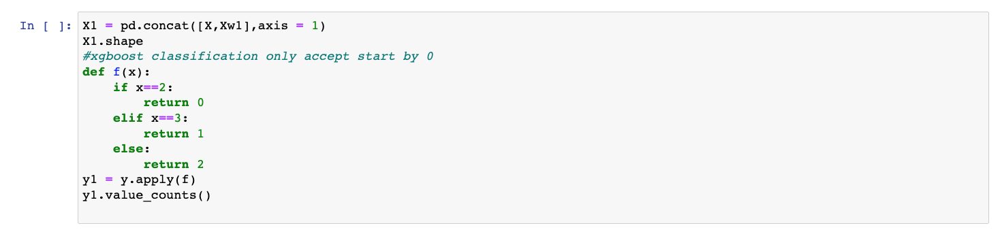 In [ ]: X1 = pd.concat([X,Xw1],axis = 1)
X1.shape
#xgboost classification only accept start by 0
def f(x):
    if x==2:
        return 0
    elif x==3:
        return 1
    else:
        return 2
y1 = y.apply(f)
y1.value_counts()